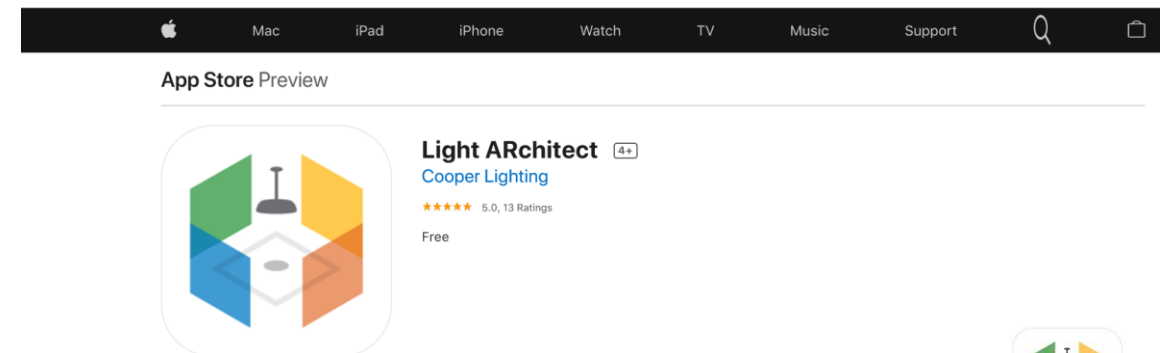 Mac iPad iPhone Watch TV Music Support
App Store Preview
Light ARchitect 4+
Cooper Lighting
★★★★★ 5.0, 13 Ratings
Free